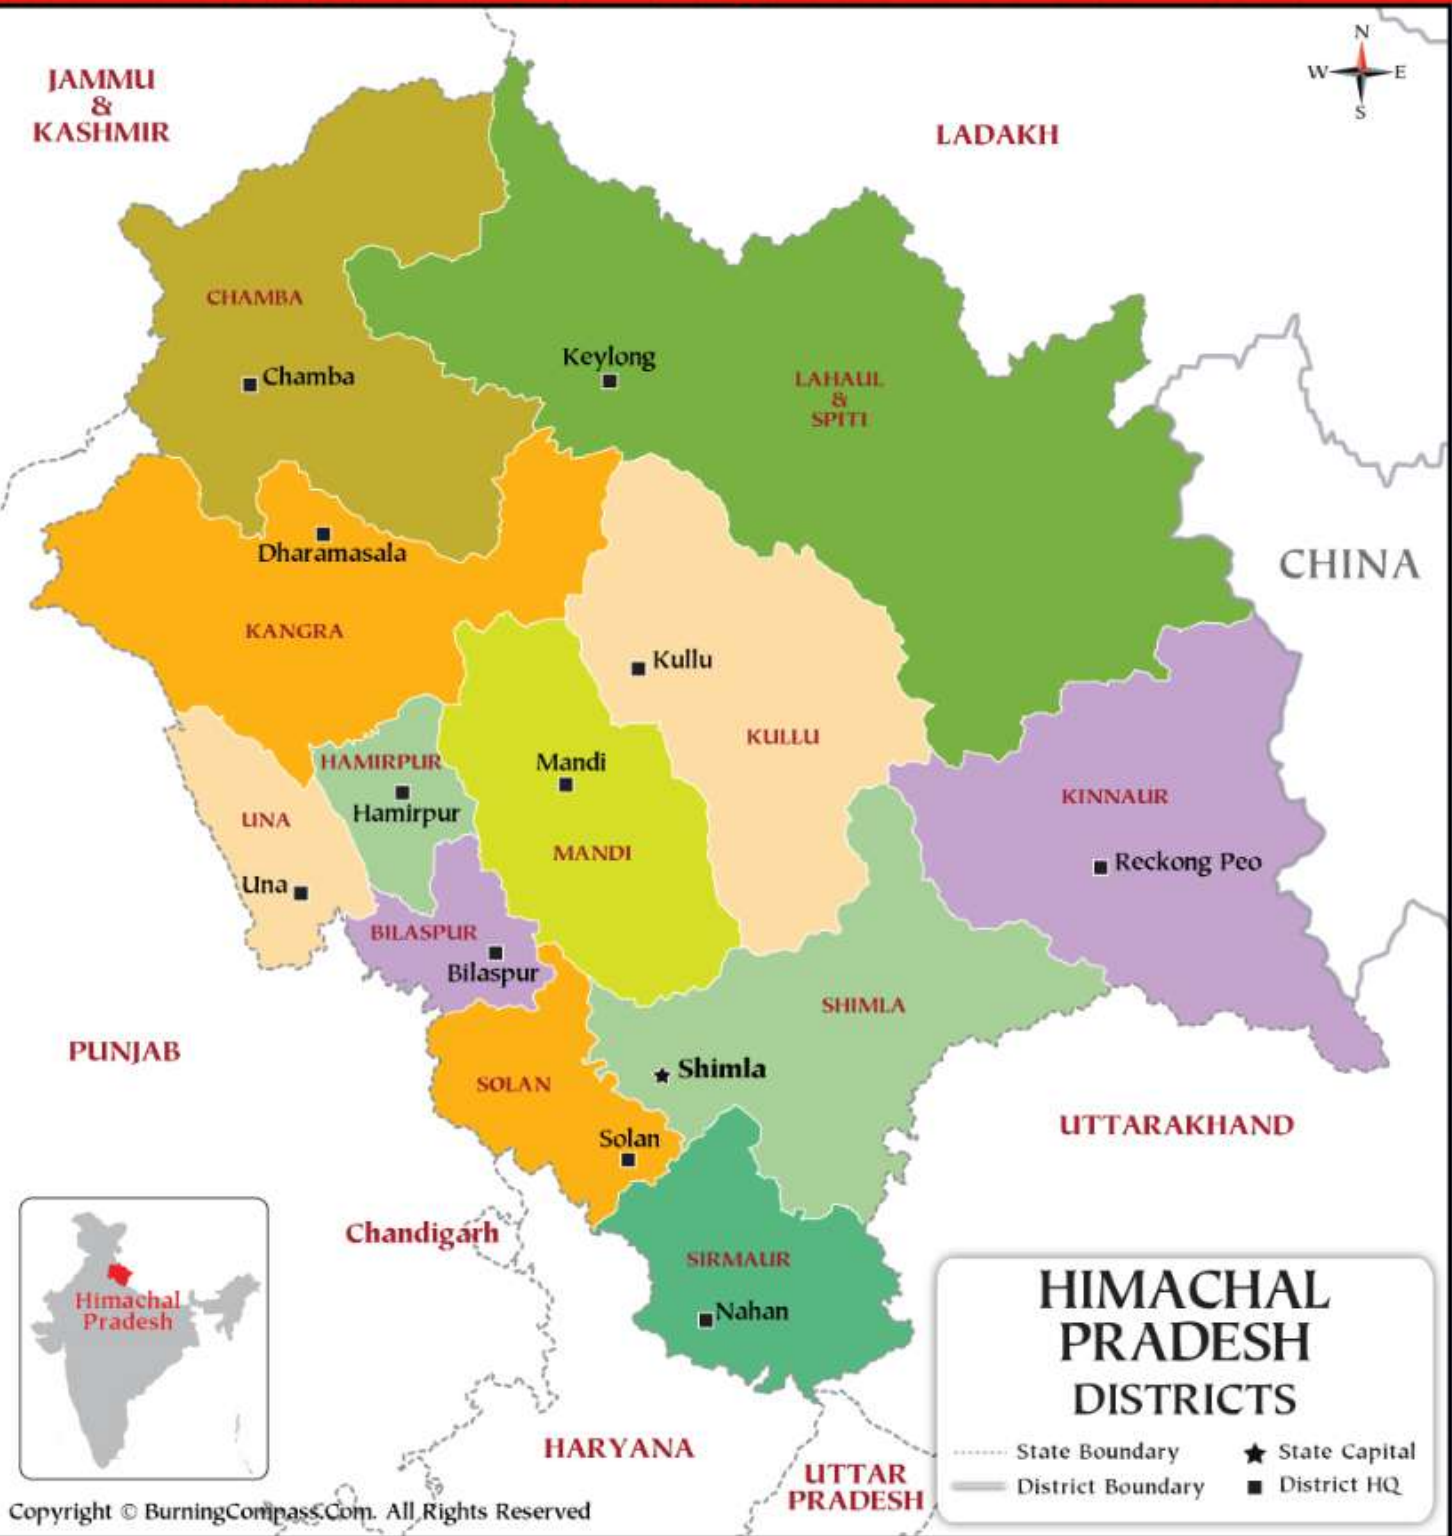 N
W
E
S
JAMMU
&
KASHMIR
LADAKH
CHAMBA
Chamba
Keylong
LAHAUL
&
SPITI
CHINA
Dharamasala
KANGRA
Kullu
KULLU
HAMIRPUR
Hamirpur
Mandi
MANDI
UNA
Una
KINNAUR
Reckong Peo
BILASPUR
Bilaspur
SHIMLA
Shimla
PUNJAB
SOLAN
Solan
UTTARAKHAND
Chandigarh
SIRMAUR
Nahan
Himachal
Pradesh
HARYANA
UTTAR
PRADESH
HIMACHAL
PRADESH
DISTRICTS
State Boundary
State Capital
District Boundary
District HQ
Copyright © BurningCompass.Com. All Rights Reserved